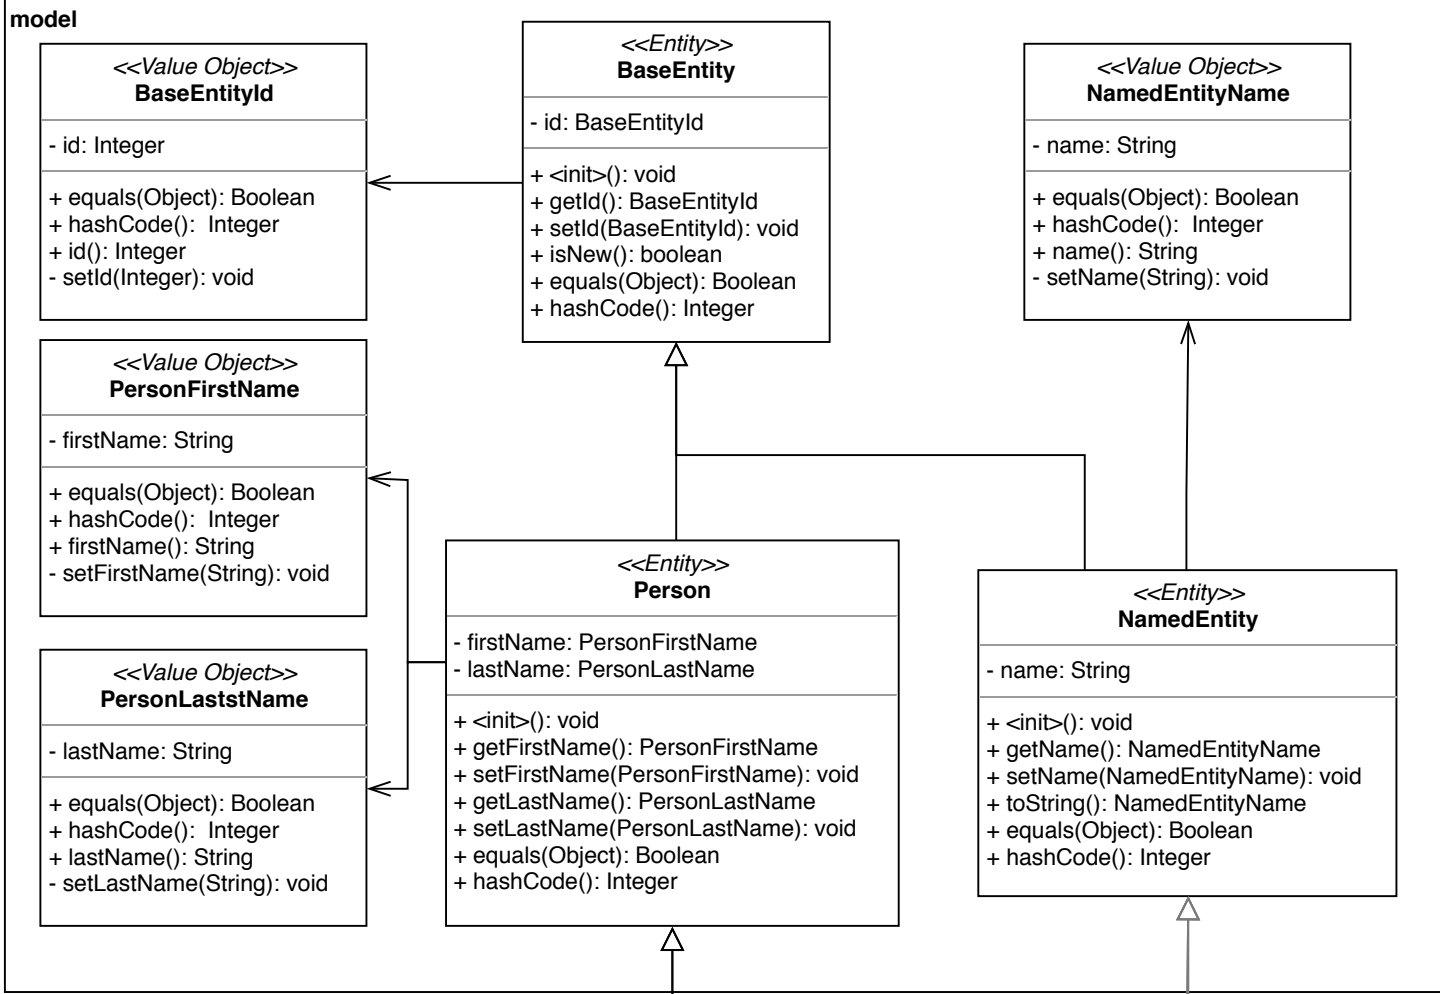 model
<<Value Object>>
BaseEntityId
- id: Integer
+ equals(Object): Boolean
+ hashCode():  Integer
+ id(): Integer
- setId(Integer): void
<<Entity>>
BaseEntity
- id: BaseEntityId
+ <init>(): void
+ getId(): BaseEntityId
+ setId(BaseEntityId): void
+ isNew(): boolean
+ equals(Object): Boolean
+ hashCode(): Integer
<<Value Object>>
NamedEntityName
- name: String
+ equals(Object): Boolean
+ hashCode():  Integer
+ name(): String
- setName(String): void
<<Value Object>>
PersonFirstName
- firstName: String
+ equals(Object): Boolean
+ hashCode():  Integer
+ firstName(): String
- setFirstName(String): void
<<Value Object>>
PersonLaststName
- lastName: String
+ equals(Object): Boolean
+ hashCode():  Integer
+ lastName(): String
- setLastName(String): void
<<Entity>>
Person
- firstName: PersonFirstName
- lastName: PersonLastName
+ <init>(): void
+ getFirstName(): PersonFirstName
+ setFirstName(PersonFirstName): void
+ getLastName(): PersonLastName
+ setLastName(PersonLastName): void
+ equals(Object): Boolean
+ hashCode(): Integer
<<Entity>>
NamedEntity
- name: String
+ <init>(): void
+ getName(): NamedEntityName
+ setName(NamedEntityName): void
+ toString(): NamedEntityName
+ equals(Object): Boolean
+ hashCode(): Integer